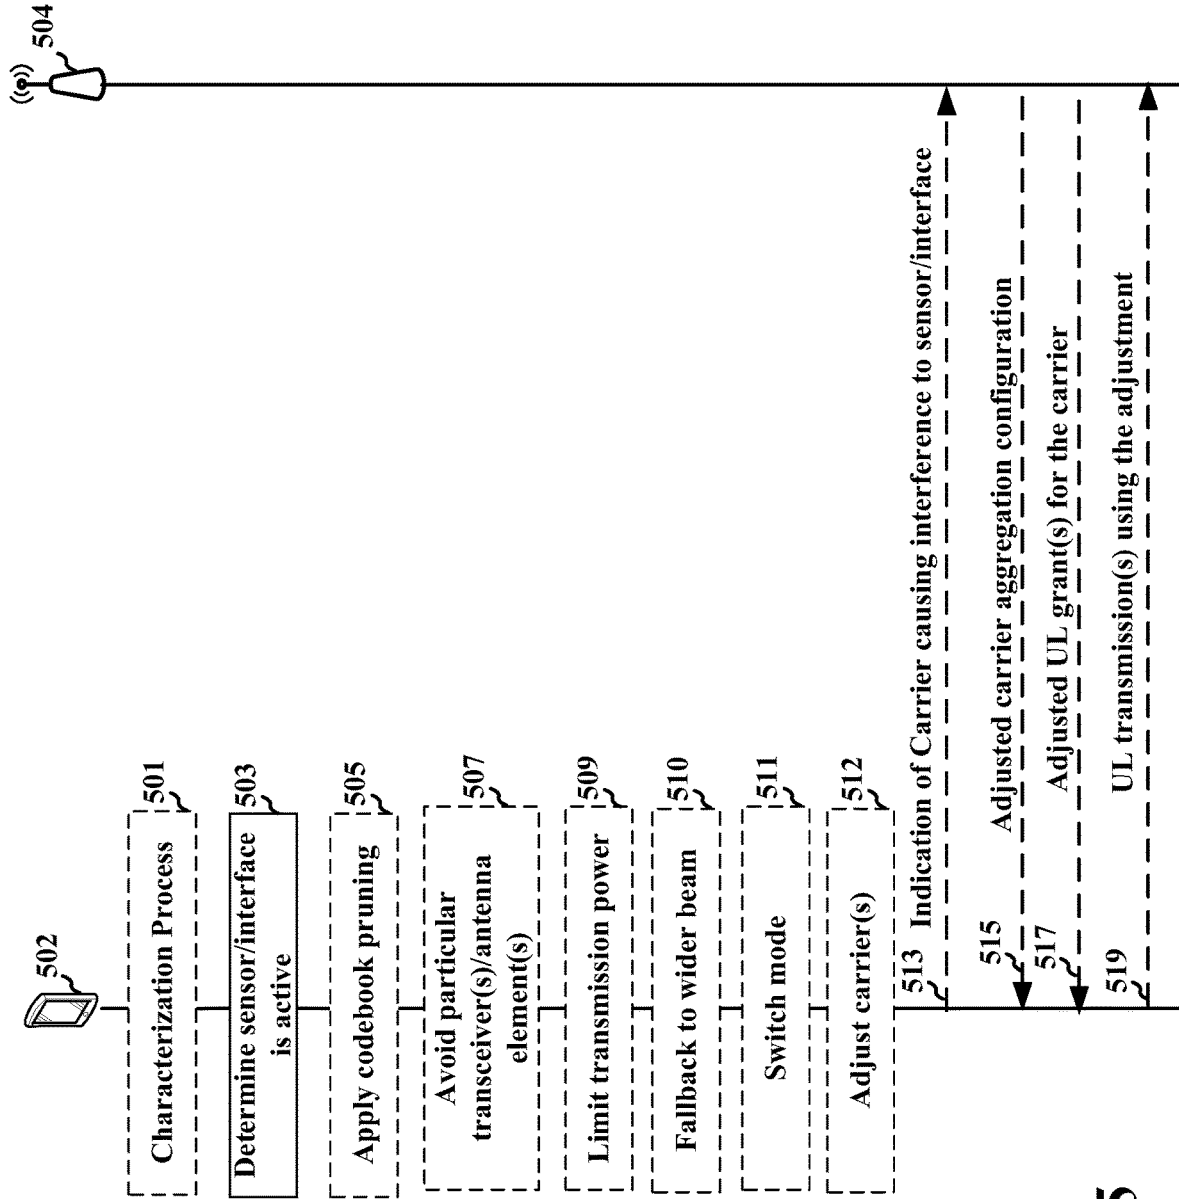 504
502
Characterization Process
501
Determine sensor/interface
is active
503
Apply codebook pruning
505
Avoid particular
transceiver(s)/antenna
element(s)
507
Limit transmission power
509
Fallback to wider beam
510
Switch mode
511
Adjust carrier(s)
512
Indication of Carrier causing interference to sensor/interface
513
Adjusted carrier aggregation configuration
515
Adjusted UL grant(s) for the carrier
517
UL transmission(s) using the adjustment
519